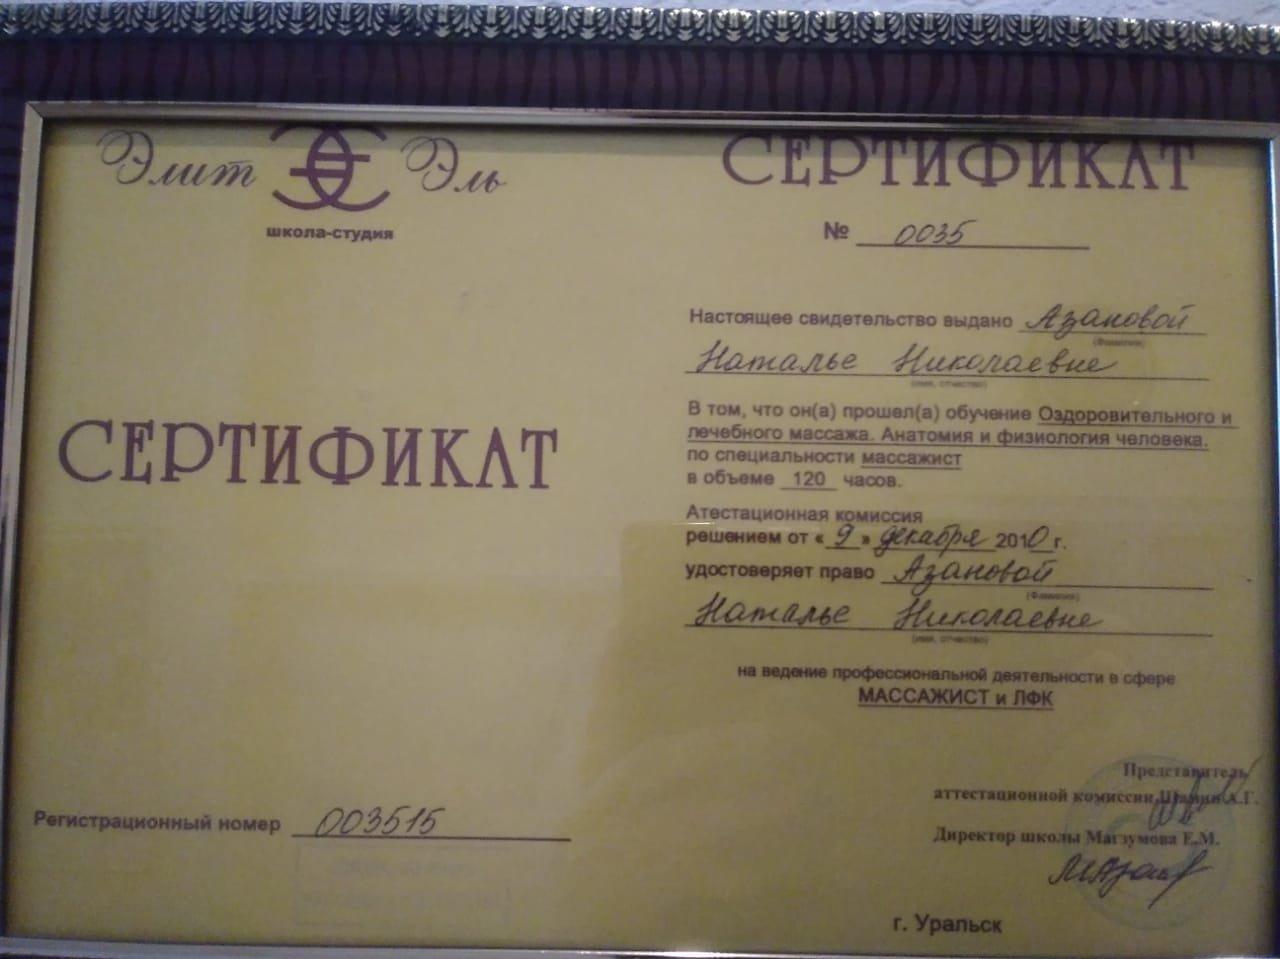 Элит Эль
школа-студия
СЕРТИФИКАТ
Регистрационный номер 003515
СЕРТИФИКАТ
№ 0035
Настоящее свидетельство выдано Азановой
(Фамилия)
Наталье Николаевне
(имя, отчество)
В том, что он(а) прошел(а) обучение Оздоровительного и
лечебного массажа. Анатомия и физиология человека.
по специальности массажист
в объеме 120 часов.
Атестационная комиссия
решением от « 9 » декабря 2010 г.
удостоверяет право Азановой
(Фамилия)
Наталье Николаевне
(имя, отчество)
на ведение профессиональной деятельности в сфере
МАССАЖИСТ и ЛФК
Представитель
аттестационной комиссии А.Г.
Директор школы Магзумова Е.М.
г. Уральск